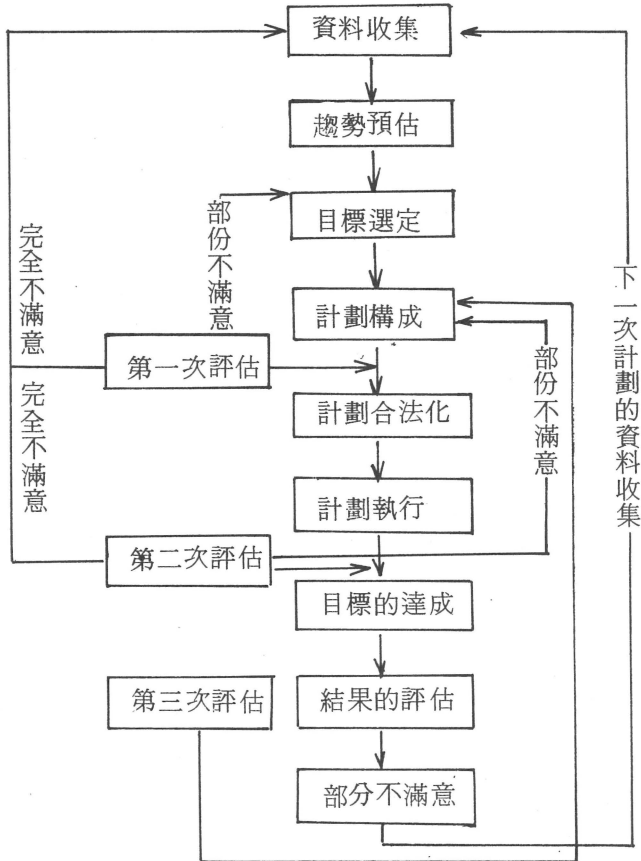 資料收集
趨勢預估
目標選定
部份不滿意
完全不滿意
計劃構成
第一次評估
部份不滿意
下一次計劃的資料收集
完全不滿意
計劃合法化
計劃執行
第二次評估
目標的達成
第三次評估
結果的評估
部分不滿意